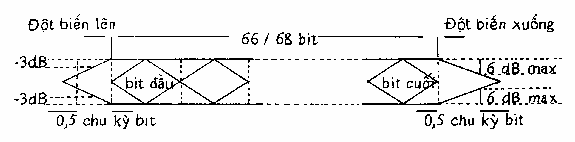 Đột biến lên
Đột biến xuống
66 / 68 bit
-3dB
6 dB max
bit đầu
bit cuối
-3dB
6 dB max
0,5 chu kỳ bit
0,5 chu kỳ bit